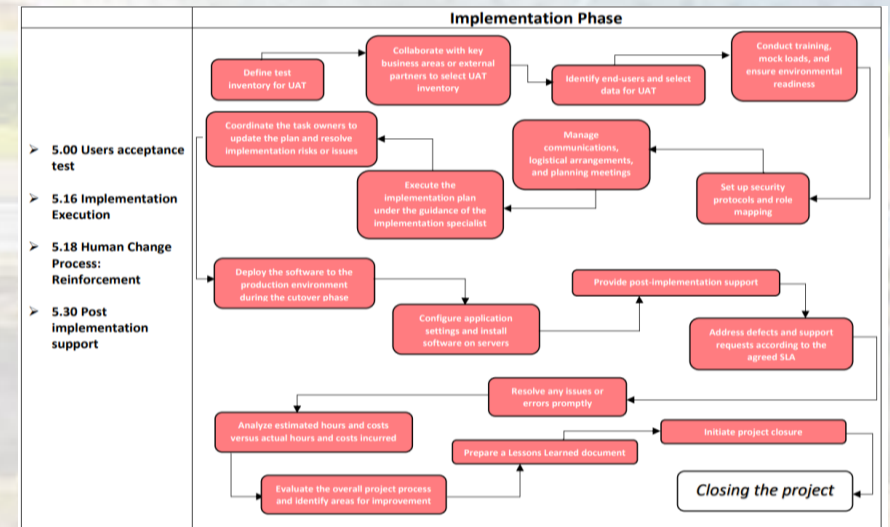 Implementation Phase
➢ 5.00 Users acceptance
test
➢ 5.16 Implementation
Execution
➢ 5.18 Human Change
Process:
Reinforcement
➢ 5.30 Post
implementation
support
Define test
inventory for UAT
Collaborate with key
business areas or external
partners to select UAT
inventory
Identify end-users and select
data for UAT
Conduct training,
mock loads, and
ensure environmental
readiness
Set up security
protocols and role
mapping
Manage
communications,
logistical arrangements,
and planning meetings
Execute the
implementation plan
under the guidance of the
implementation specialist
Coordinate the task owners to
update the plan and resolve
implementation risks or issues
Deploy the software to the
production environment
during the cutover phase
Configure application
settings and install
software on servers
Provide post-implementation support
Address defects and support
requests according to the
agreed SLA
Resolve any issues or
errors promptly
Analyze estimated hours and costs
versus actual hours and costs incurred
Evaluate the overall project process
and identify areas for improvement
Prepare a Lessons Learned document
Initiate project closure
Closing the project